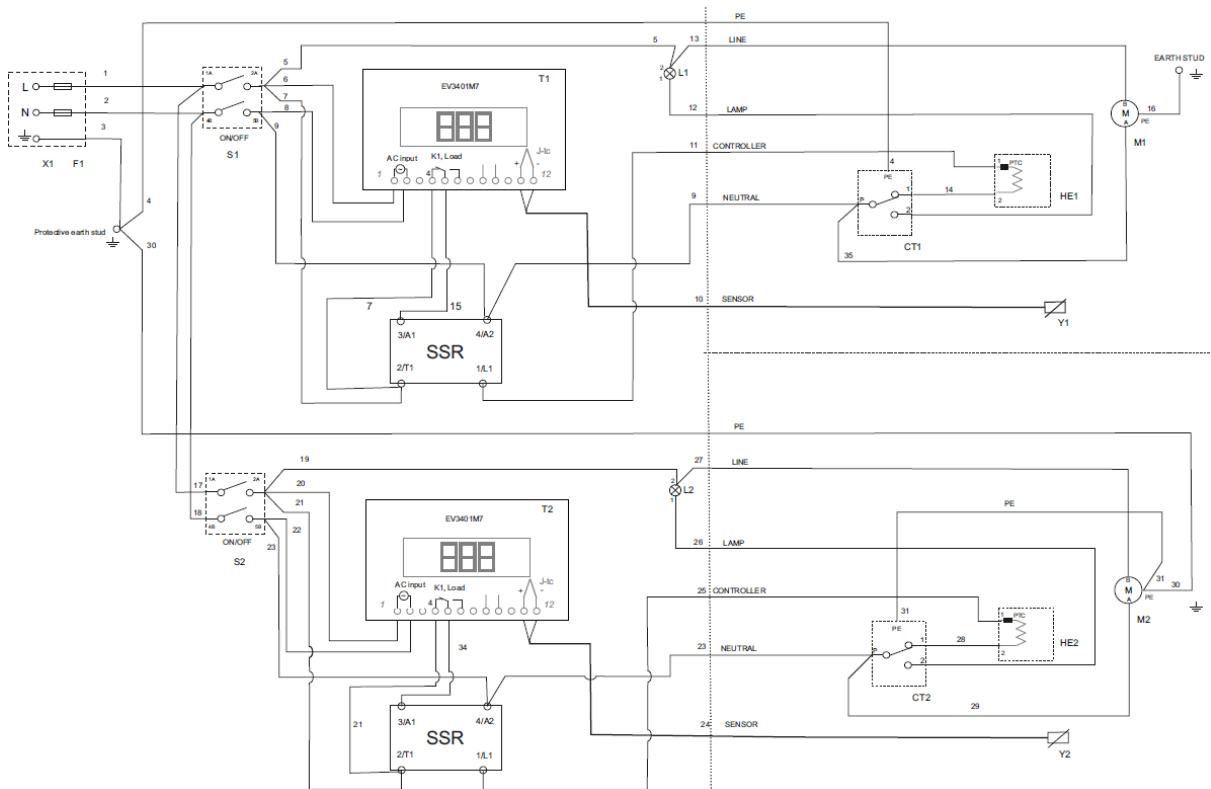 PE
1
L
N
2
3
X1 F1
1A 2A
4B 5B
ON/OFF
S1
5
6
7
8
9
T1
EV3401M7
888
AC input
K1, Load
J-tc
+ -
1 4 12
5
13 LINE
2
1
L1
12 LAMP
11 CONTROLLER
4
9 NEUTRAL
10 SENSOR
EARTH STUD
B
M
A
16
PE
M1
1 PTC
2
HE1
14
PE
P
1
2
CT1
35
Y1
4
Protective earth stud
30
7
15
3/A1 4/A2
SSR
2/T1 1/L1
PE
17
18
1A 2A
4B 5B
ON/OFF
S2
19
20
21
22
23
T2
EV3401M7
888
AC input
K1, Load
J-tc
+ -
1 4 12
27 LINE
2
1
L2
26 LAMP
25 CONTROLLER
23 NEUTRAL
24 SENSOR
PE
31
PE
P
1
2
28
CT2
29
1 PTC
2
HE2
B
M
A
31
30
PE
M2
Y2
34
21
3/A1 4/A2
SSR
2/T1 1/L1